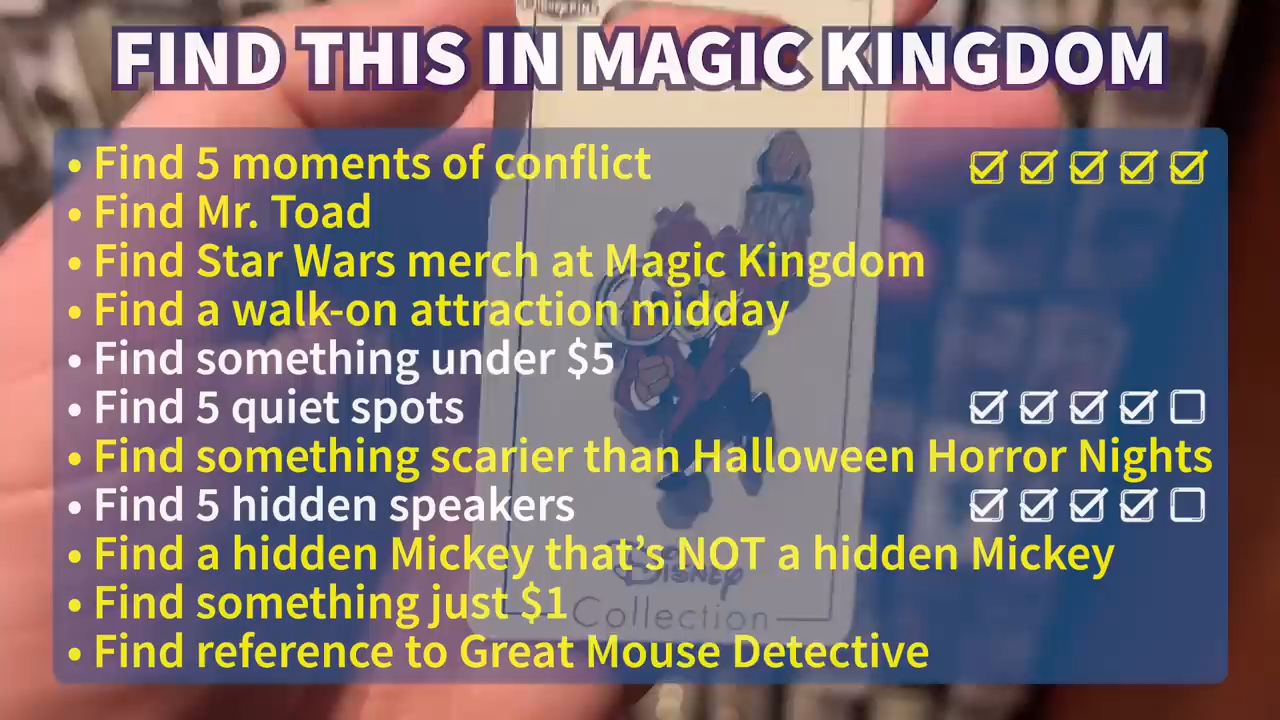 FIND THIS IN MAGIC KINGDOM
• Find 5 moments of conflict
• Find Mr. Toad
• Find Star Wars merch at Magic Kingdom
• Find a walk-on attraction midday
• Find something under $5
• Find 5 quiet spots
• Find something scarier than Halloween Horror Nights
• Find 5 hidden speakers
• Find a hidden Mickey that's NOT a hidden Mickey
Disney
• Find something just $1
Collection
• Find reference to Great Mouse Detective